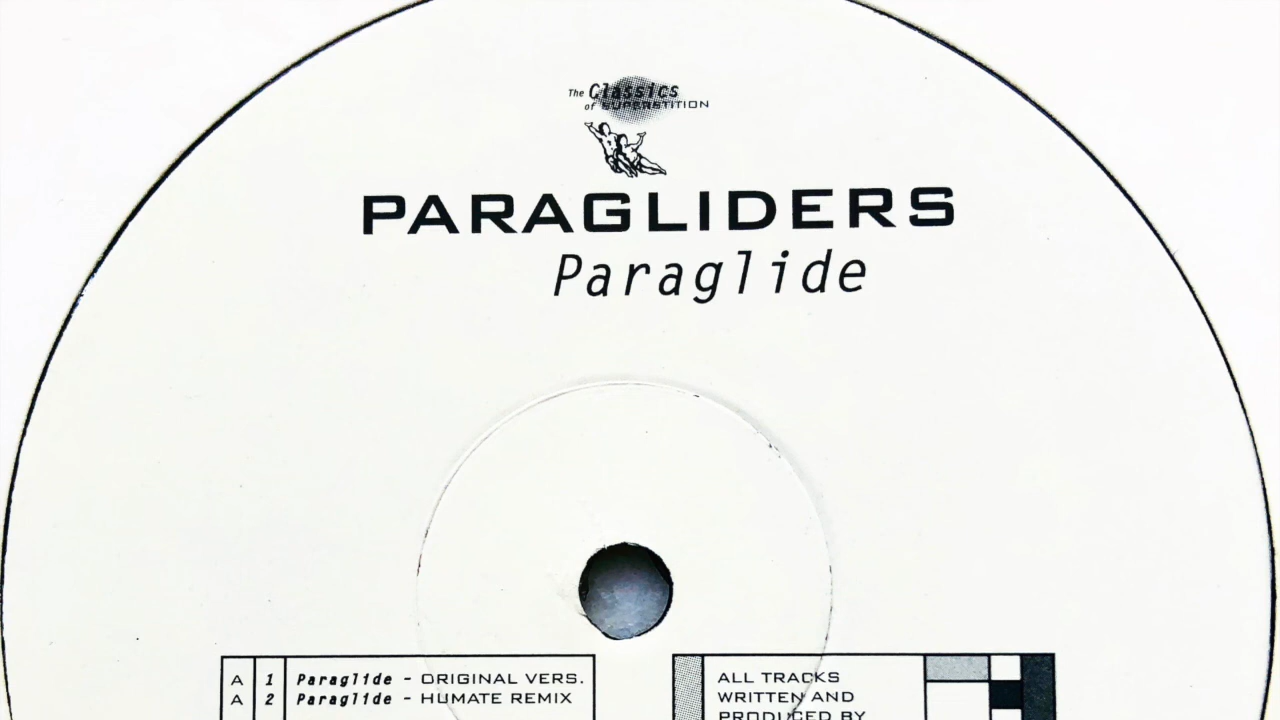 The Classics
of SUPERSTITION
PARAGLIDERS
Paraglide
A 1 Paraglide - ORIGINAL VERS.
A 2 Paraglide - HUMATE REMIX
ALL TRACKS
WRITTEN AND
PRODUCED BY